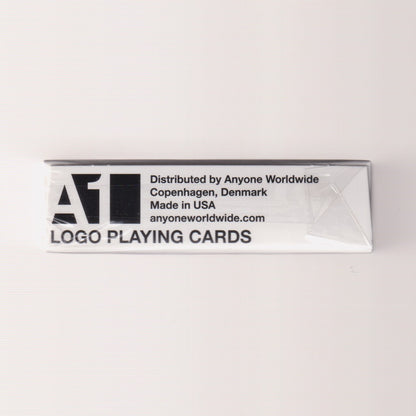 A1
Distributed by Anyone Worldwide
Copenhagen, Denmark
Made in USA
anyoneworldwide.com
LOGO PLAYING CARDS